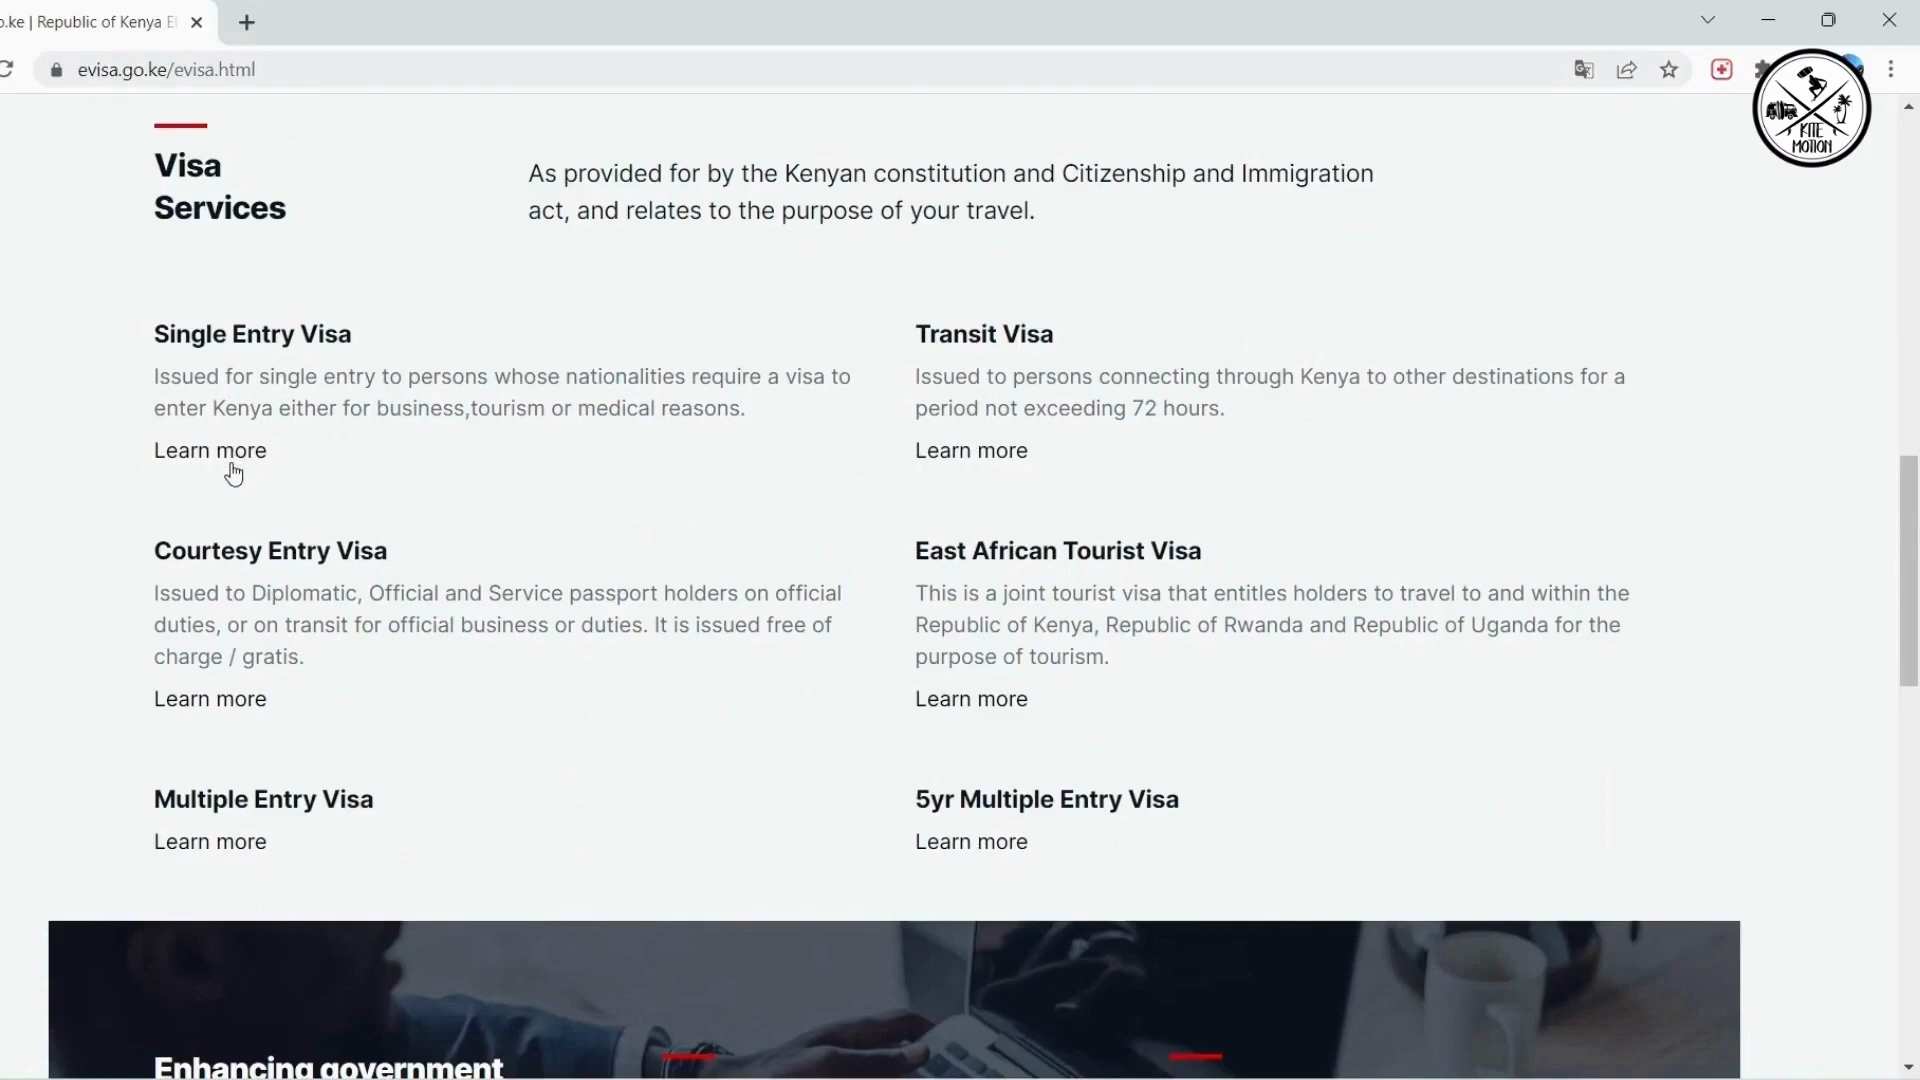 o.ke | Republic of Kenya El
evisa.go.ke/evisa.html
KITE
MOTION
Visa
Services
As provided for by the Kenyan constitution and Citizenship and Immigration
act, and relates to the purpose of your travel.
Single Entry Visa
Issued for single entry to persons whose nationalities require a visa to
enter Kenya either for business,tourism or medical reasons.
Learn more
Transit Visa
Issued to persons connecting through Kenya to other destinations for a
period not exceeding 72 hours.
Learn more
Courtesy Entry Visa
Issued to Diplomatic, Official and Service passport holders on official
duties, or on transit for official business or duties. It is issued free of
charge / gratis.
Learn more
East African Tourist Visa
This is a joint tourist visa that entitles holders to travel to and within the
Republic of Kenya, Republic of Rwanda and Republic of Uganda for the
purpose of tourism.
Learn more
Multiple Entry Visa
Learn more
5yr Multiple Entry Visa
Learn more
Enhancing government